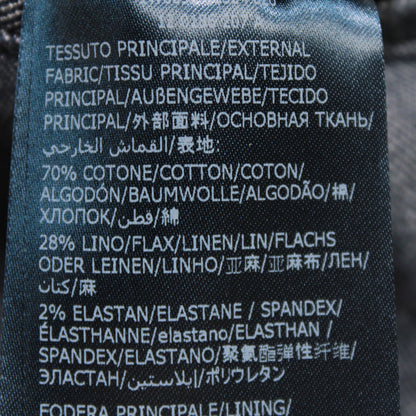 TESSUTO PRINCIPALE/EXTERNAL
FABRIC/TISSU PRINCIPAL/TEJIDO
PRINCIPAL/AUßENGEWEBE/TECIDO
PRINCIPAL/外部面料/ОСНОВНАЯ ТКАНЬ/
القماش الخارجي/表地:
70% COTONE/COTTON/COTON/
ALGODÓN/BAUMWOLLE/ALGODÃO/棉/
ХЛОПОК/قطن/綿
28% LINO/FLAX/LINEN/LIN/FLACHS
ODER LEINEN/LINHO/亚麻/亚麻布/ЛЕН/
كتان/麻
2% ELASTAN/ELASTANE / SPANDEX/
ÉLASTHANNE/elastano/ELASTHAN /
SPANDEX/ELASTANO/聚氨酯弹性纤维/
ЭЛАСТАН/إيلاستين/ポリウレタン
FODERA PRINCIPALE/LINING/